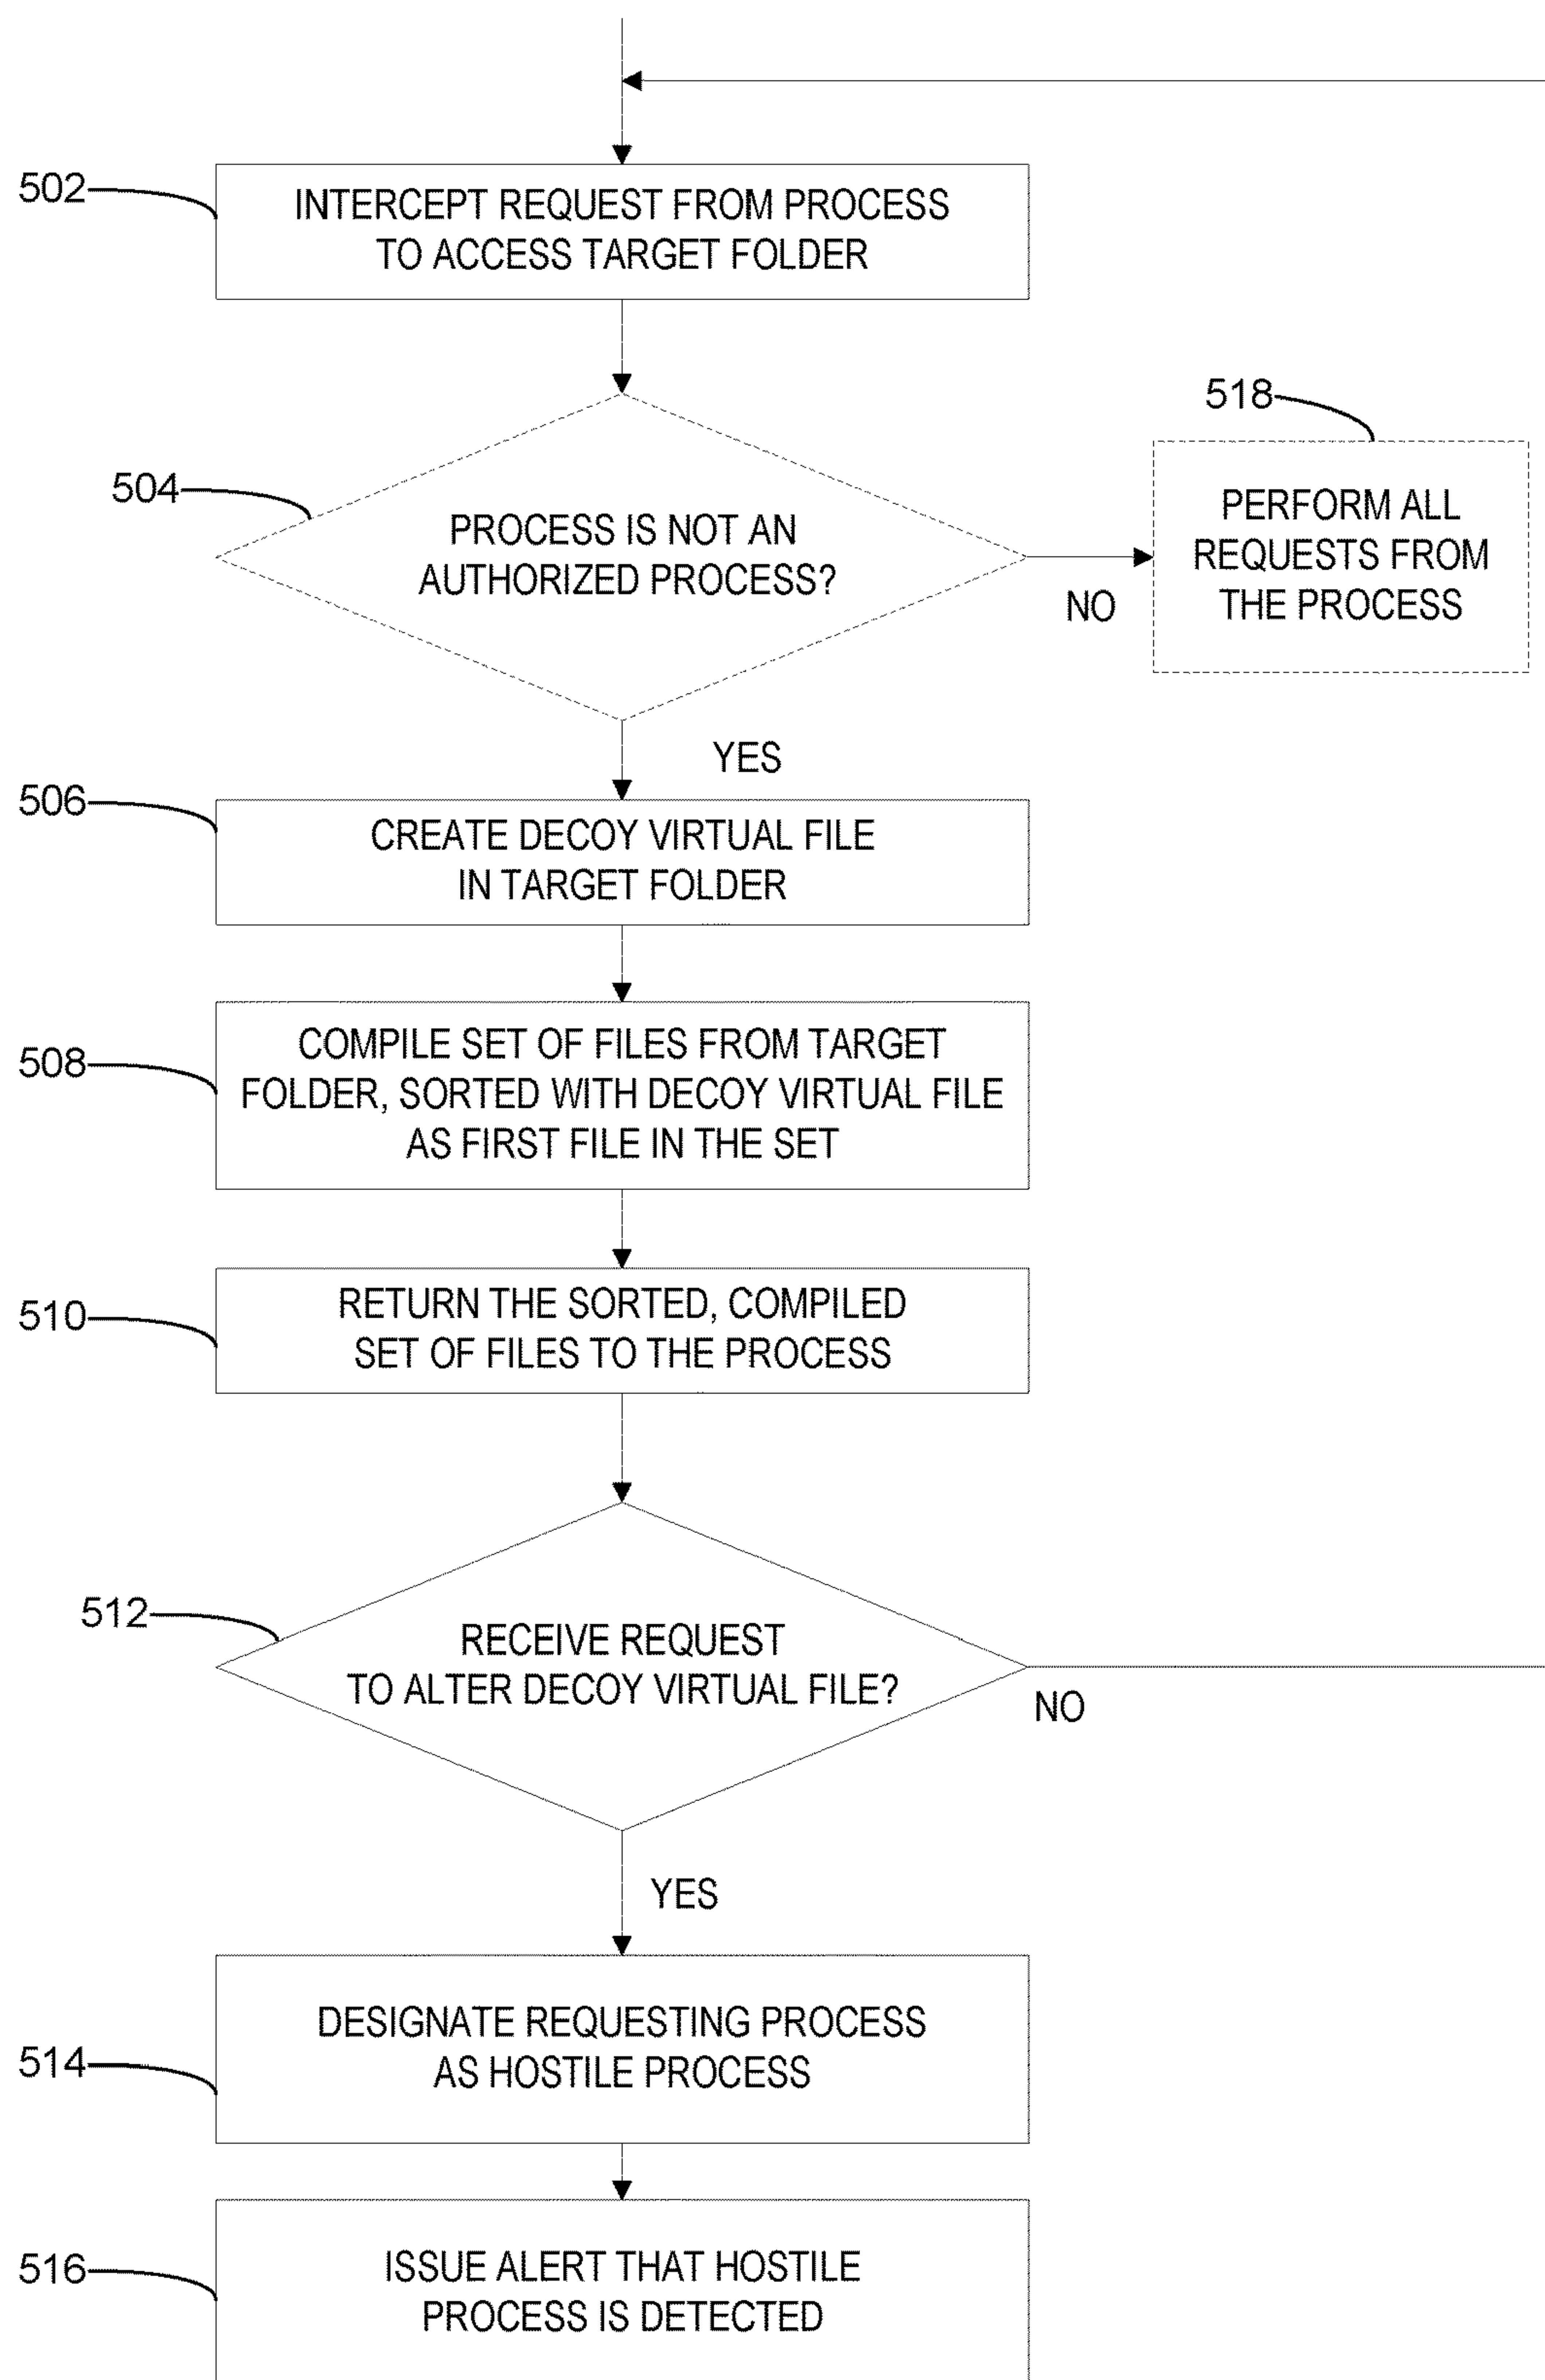 502
INTERCEPT REQUEST FROM PROCESS
TO ACCESS TARGET FOLDER
518
504
PROCESS IS NOT AN
AUTHORIZED PROCESS?
PERFORM ALL
REQUESTS FROM
THE PROCESS
NO
YES
506
CREATE DECOY VIRTUAL FILE
IN TARGET FOLDER
508
COMPILE SET OF FILES FROM TARGET
FOLDER, SORTED WITH DECOY VIRTUAL FILE
AS FIRST FILE IN THE SET
510
RETURN THE SORTED, COMPILED
SET OF FILES TO THE PROCESS
512
RECEIVE REQUEST
TO ALTER DECOY VIRTUAL FILE?
NO
YES
514
DESIGNATE REQUESTING PROCESS
AS HOSTILE PROCESS
516
ISSUE ALERT THAT HOSTILE
PROCESS IS DETECTED